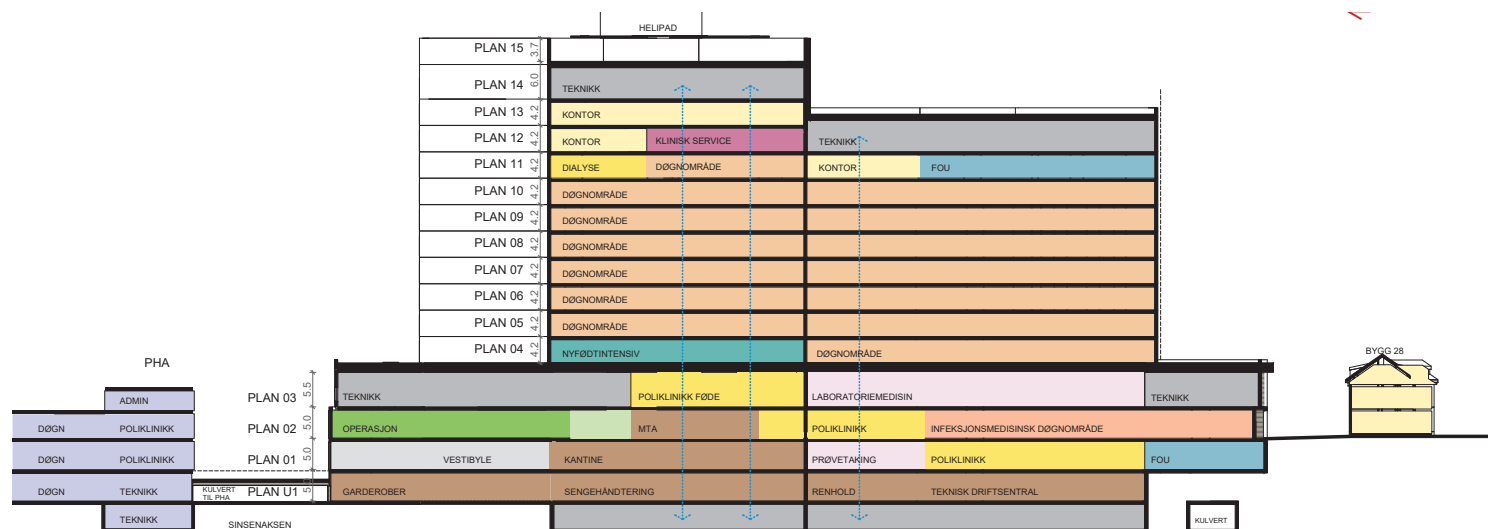 HELIPAD
PLAN 15 3.7
PLAN 14 6.0 TEKNIKK
PLAN 13 4.2 KONTOR
PLAN 12 4.2 KONTOR KLINISK SERVICE TEKNIKK
PLAN 11 4.2 DIALYSE DØGNOMRÅDE KONTOR FOU
PLAN 10 4.2 DØGNOMRÅDE
PLAN 09 4.2 DØGNOMRÅDE
PLAN 08 4.2 DØGNOMRÅDE
PLAN 07 4.2 DØGNOMRÅDE
PLAN 06 4.2 DØGNOMRÅDE
PLAN 05 4.2 DØGNOMRÅDE
PLAN 04 4.2 NYFØDTINTENSIV DØGNOMRÅDE
PHA BYGG 28
ADMIN PLAN 03 5.5 TEKNIKK POLIKLINIKK FØDE LABORATORIEMEDISIN TEKNIKK
DØGN POLIKLINIKK PLAN 02 5.0 OPERASJON MTA POLIKLINIKK INFEKSJONSMEDISINSK DØGNOMRÅDE
DØGN POLIKLINIKK PLAN 01 5.0 VESTIBYLE KANTINE PRØVETAKING POLIKLINIKK FOU
DØGN TEKNIKK KULVERT TIL PHA PLAN U1 5.0 GARDEROBER SENGEHÅNDTERING RENHOLD TEKNISK DRIFTSENTRAL
TEKNIKK SINSENAKSEN KULVERT